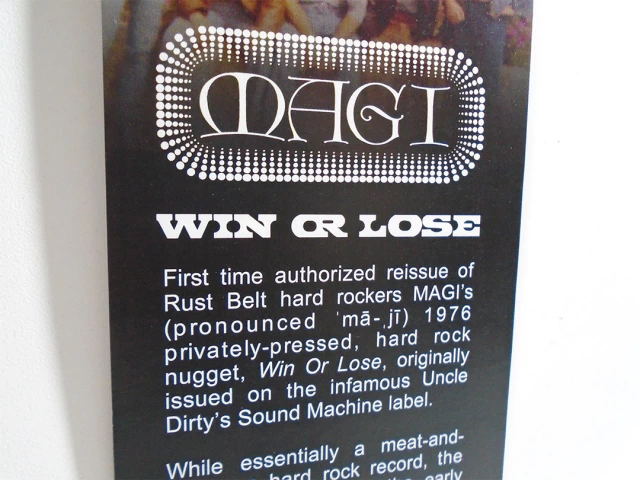 MAGI
WIN OR LOSE
First time authorized reissue of
Rust Belt hard rockers MAGI's
(pronounced ˈmā-ˌjī) 1976
privately-pressed, hard rock
nugget, Win Or Lose, originally
issued on the infamous Uncle
Dirty's Sound Machine label.
While essentially a meat-and-
hard rock record, the
the early